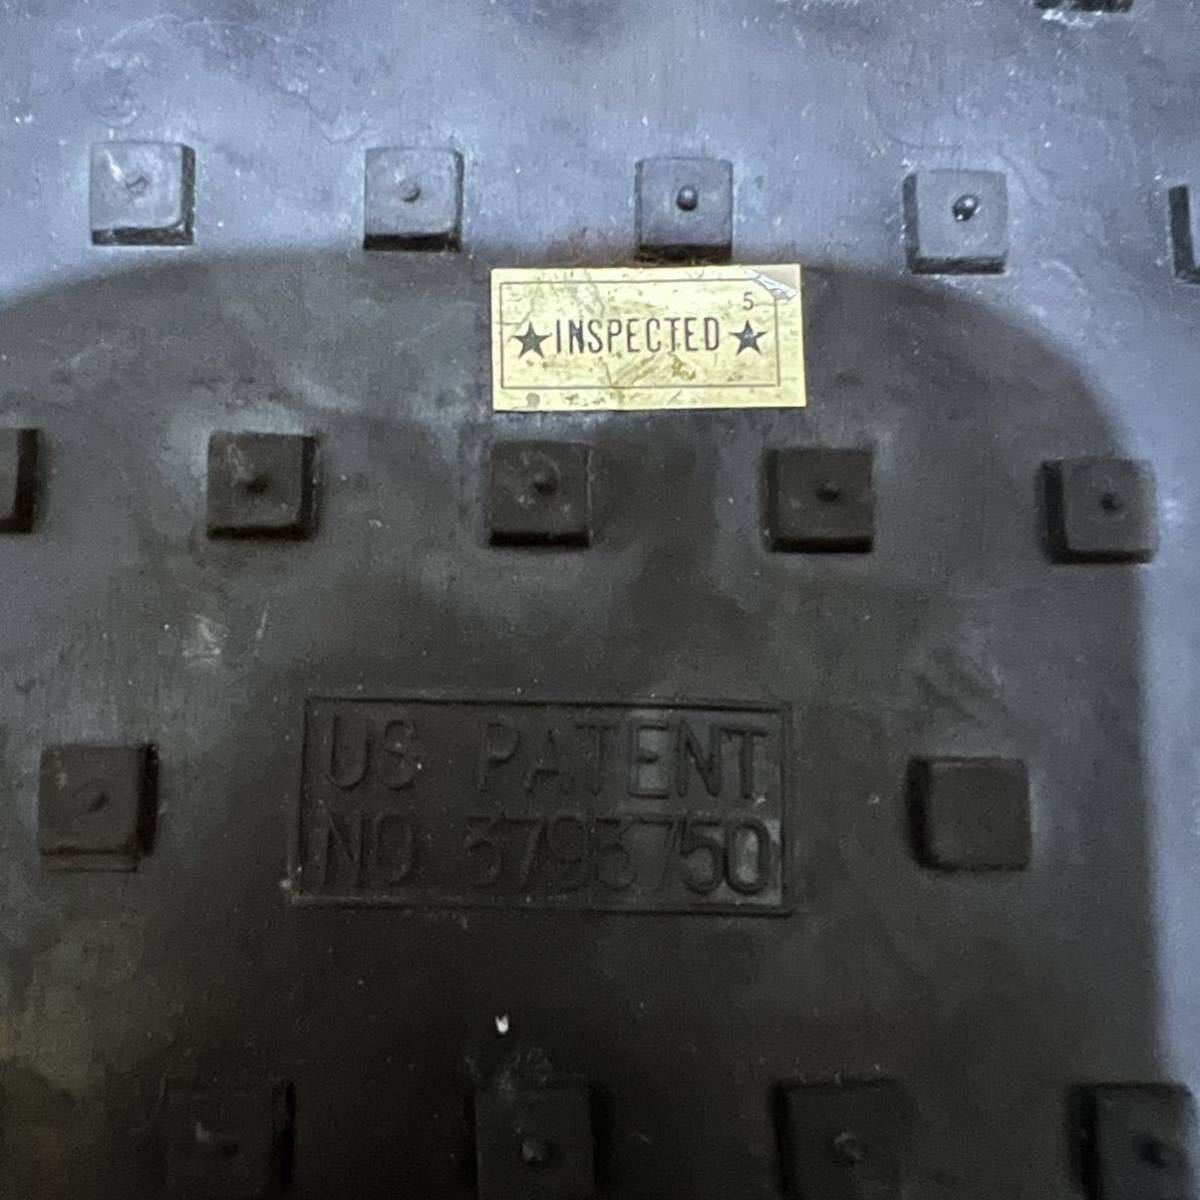 5
★INSPECTED★
US PATENT
NO 3793750